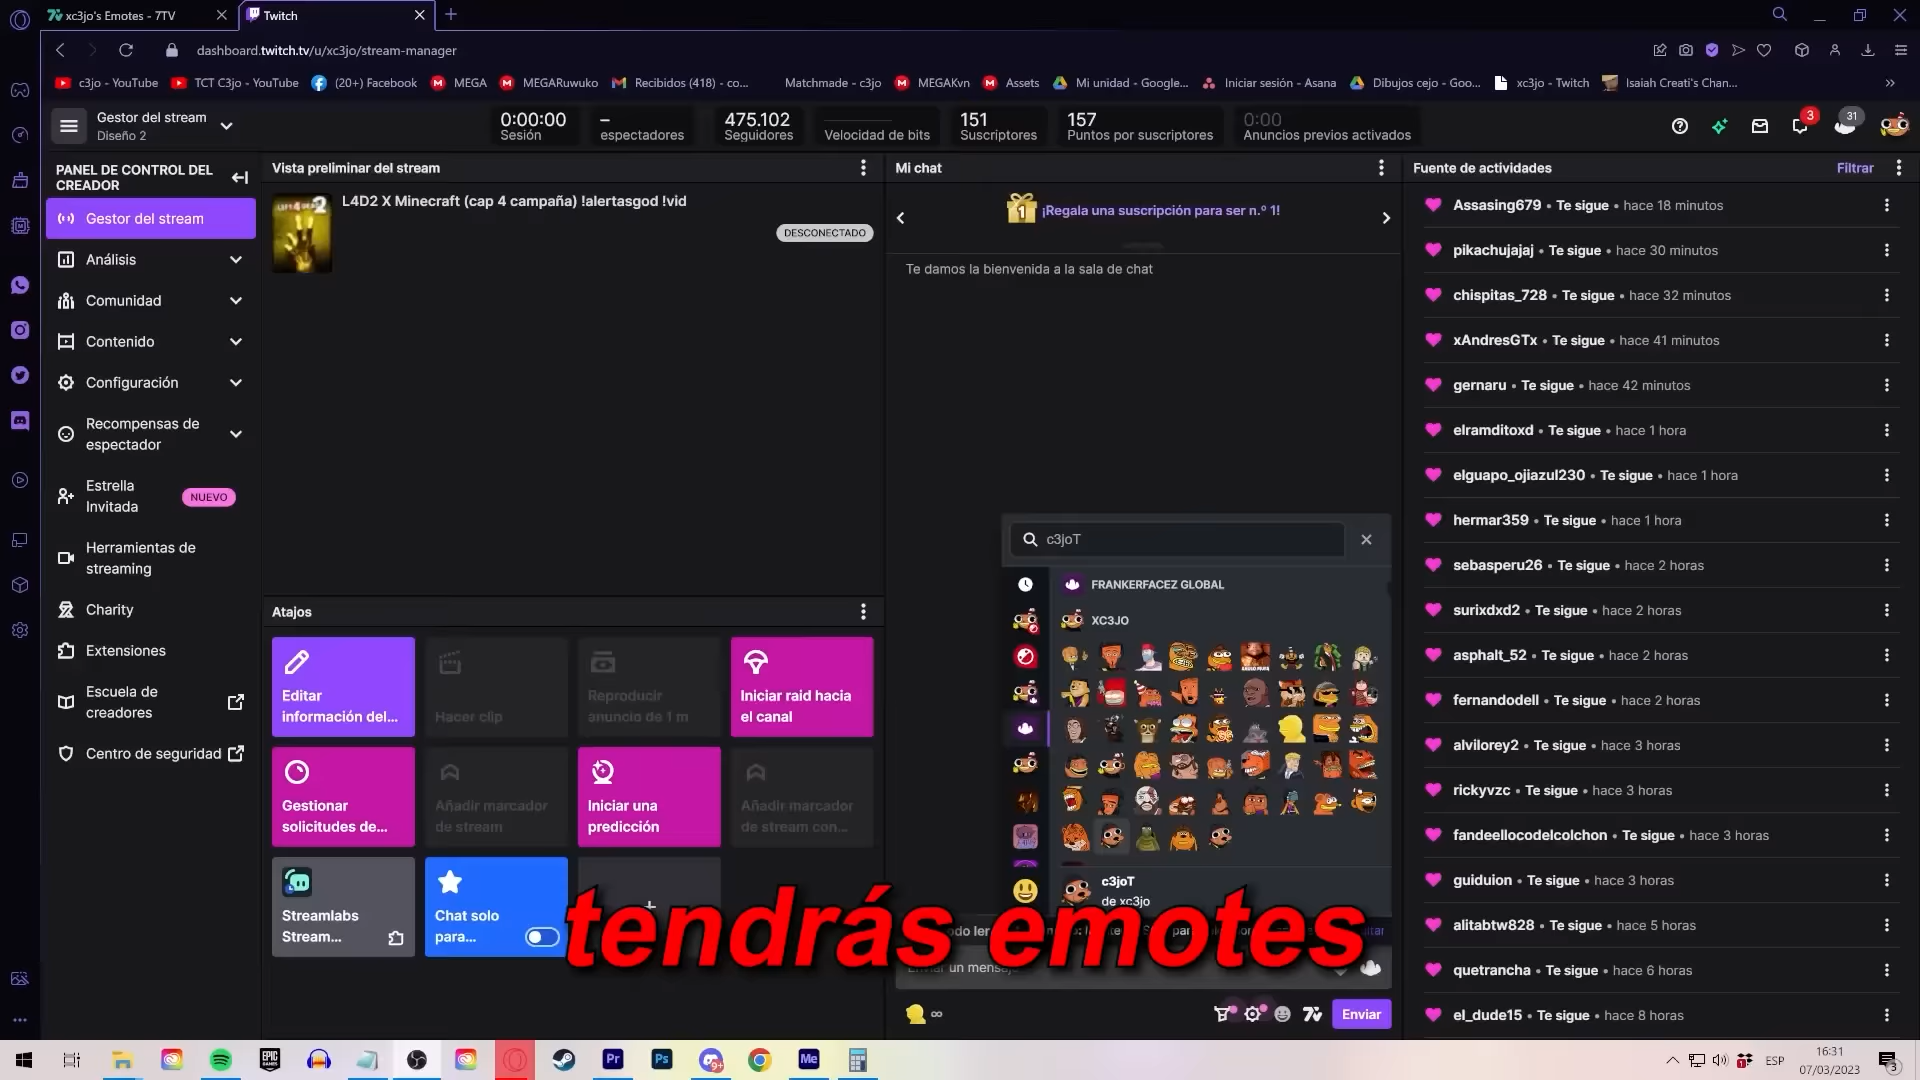 xc3jo's Emotes - 7TV
Twitch
dashboard.twitch.tv/u/xc3jo/stream-manager
c3jo - YouTube
TCT C3jo - YouTube
(20+) Facebook
MEGA
MEGARuwuko
Recibidos (418) - co...
Matchmade - c3jo
MEGAKvn
Assets
Mi unidad - Google...
Iniciar sesión - Asana
Dibujos cejo - Goo...
xc3jo - Twitch
Isaiah Creati's Chan...
Gestor del stream
Diseño 2
0:00:00
Sesión
–
espectadores
475.102
Seguidores
Velocidad de bits
151
Suscriptores
157
Puntos por suscriptores
0:00
Anuncios previos activados
3
31
PANEL DE CONTROL DEL
CREADOR
Gestor del stream
Análisis
Comunidad
Contenido
Configuración
Recompensas de
espectador
Estrella
Invitada
NUEVO
Herramientas de
streaming
Charity
Extensiones
Escuela de
creadores
Centro de seguridad
Vista preliminar del stream
L4D2 X Minecraft (cap 4 campaña) !alertasgod !vid
DESCONECTADO
Atajos
Editar
información del...
Hacer clip
Reproducir
anuncio de 1 m
Iniciar raid hacia
el canal
Gestionar
solicitudes de...
Añadir marcador
de stream
Iniciar una
predicción
Añadir marcador
de stream con...
Streamlabs
Stream...
Chat solo
para...
Mi chat
1
¡Regala una suscripción para ser n.º 1!
Te damos la bienvenida a la sala de chat
c3joT
FRANKERFACEZ GLOBAL
XC3JO
c3joT
de xc3jo
tendrás emotes
Enviar un mensaje
∞
Enviar
Fuente de actividades
Filtrar
Assasing679 • Te sigue • hace 18 minutos
pikachujajaj • Te sigue • hace 30 minutos
chispitas_728 • Te sigue • hace 32 minutos
xAndresGTx • Te sigue • hace 41 minutos
gernaru • Te sigue • hace 42 minutos
elramditoxd • Te sigue • hace 1 hora
elguapo_ojiazul230 • Te sigue • hace 1 hora
hermar359 • Te sigue • hace 1 hora
sebasperu26 • Te sigue • hace 2 horas
surixdxd2 • Te sigue • hace 2 horas
asphalt_52 • Te sigue • hace 2 horas
fernandodell • Te sigue • hace 2 horas
alvilorey2 • Te sigue • hace 3 horas
rickyvzc • Te sigue • hace 3 horas
fandeellocodelcolchon • Te sigue • hace 3 horas
guiduion • Te sigue • hace 3 horas
alitabtw828 • Te sigue • hace 5 horas
quetrancha • Te sigue • hace 6 horas
el_dude15 • Te sigue • hace 8 horas
EPIC
GAMES
Pr
Ps
9+
Me
ESP
16:31
07/03/2023
3